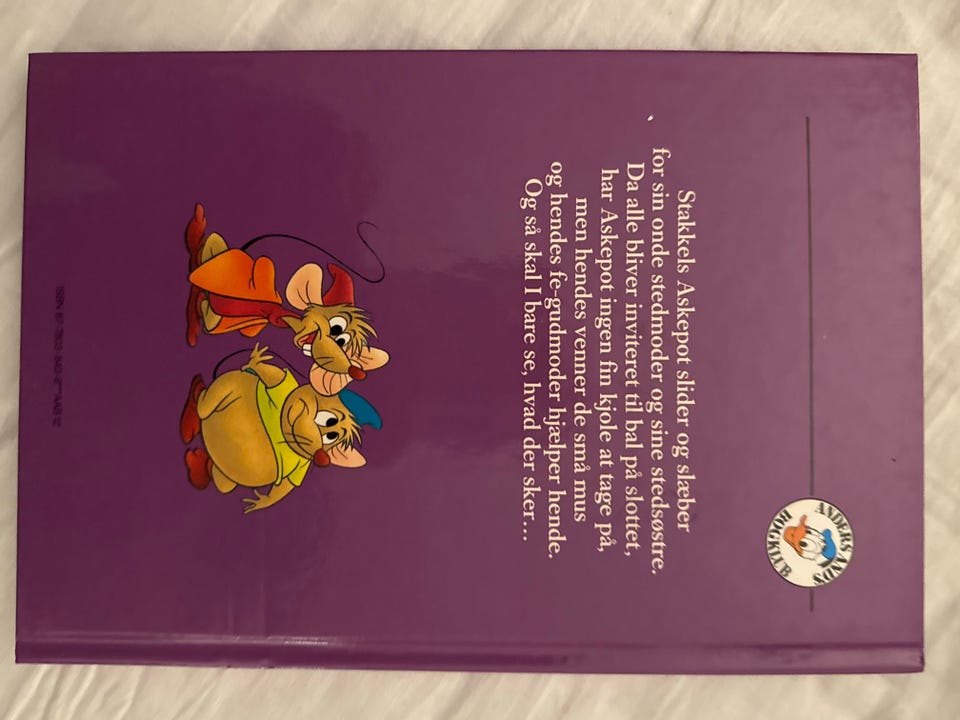 ANDERS AND'S
BOGKLUB
Stakkels Askepot slider og slæber
for sin onde stedmoder og sine stedsøstre.
Da alle bliver inviteret til bal på slottet,
har Askepot ingen fin kjole at tage på,
men hendes venner de små mus
og hendes fe-gudmoder hjælper hende.
Og så skal I bare se, hvad der sker...
ISBN